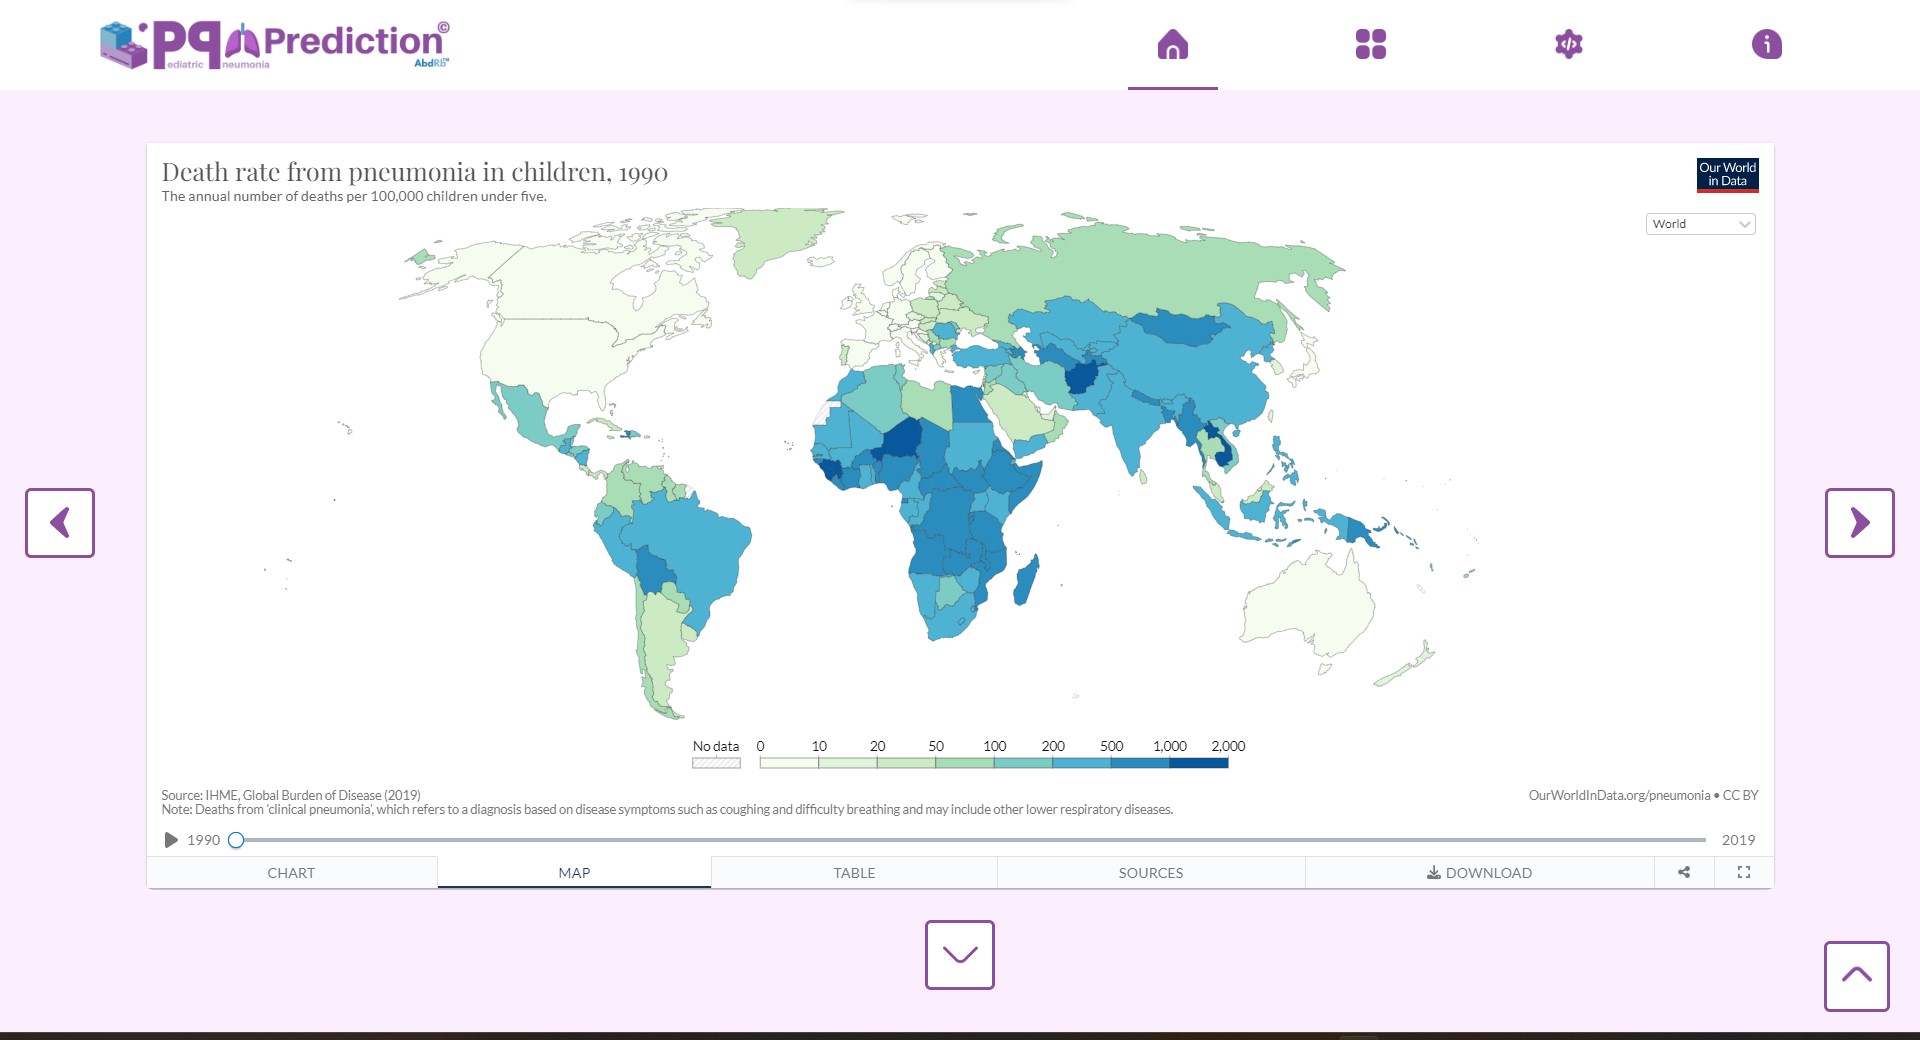 pq Prediction©
ediatric neumonia
AbdRb™
Death rate from pneumonia in children, 1990
The annual number of deaths per 100,000 children under five.
Our World
in Data
World
No data 0 10 20 50 100 200 500 1,000 2,000
Source: IHME, Global Burden of Disease (2019)
OurWorldInData.org/pneumonia • CC BY
Note: Deaths from 'clinical pneumonia', which refers to a diagnosis based on disease symptoms such as coughing and difficulty breathing and may include other lower respiratory diseases.
1990 2019
CHART MAP TABLE SOURCES DOWNLOAD